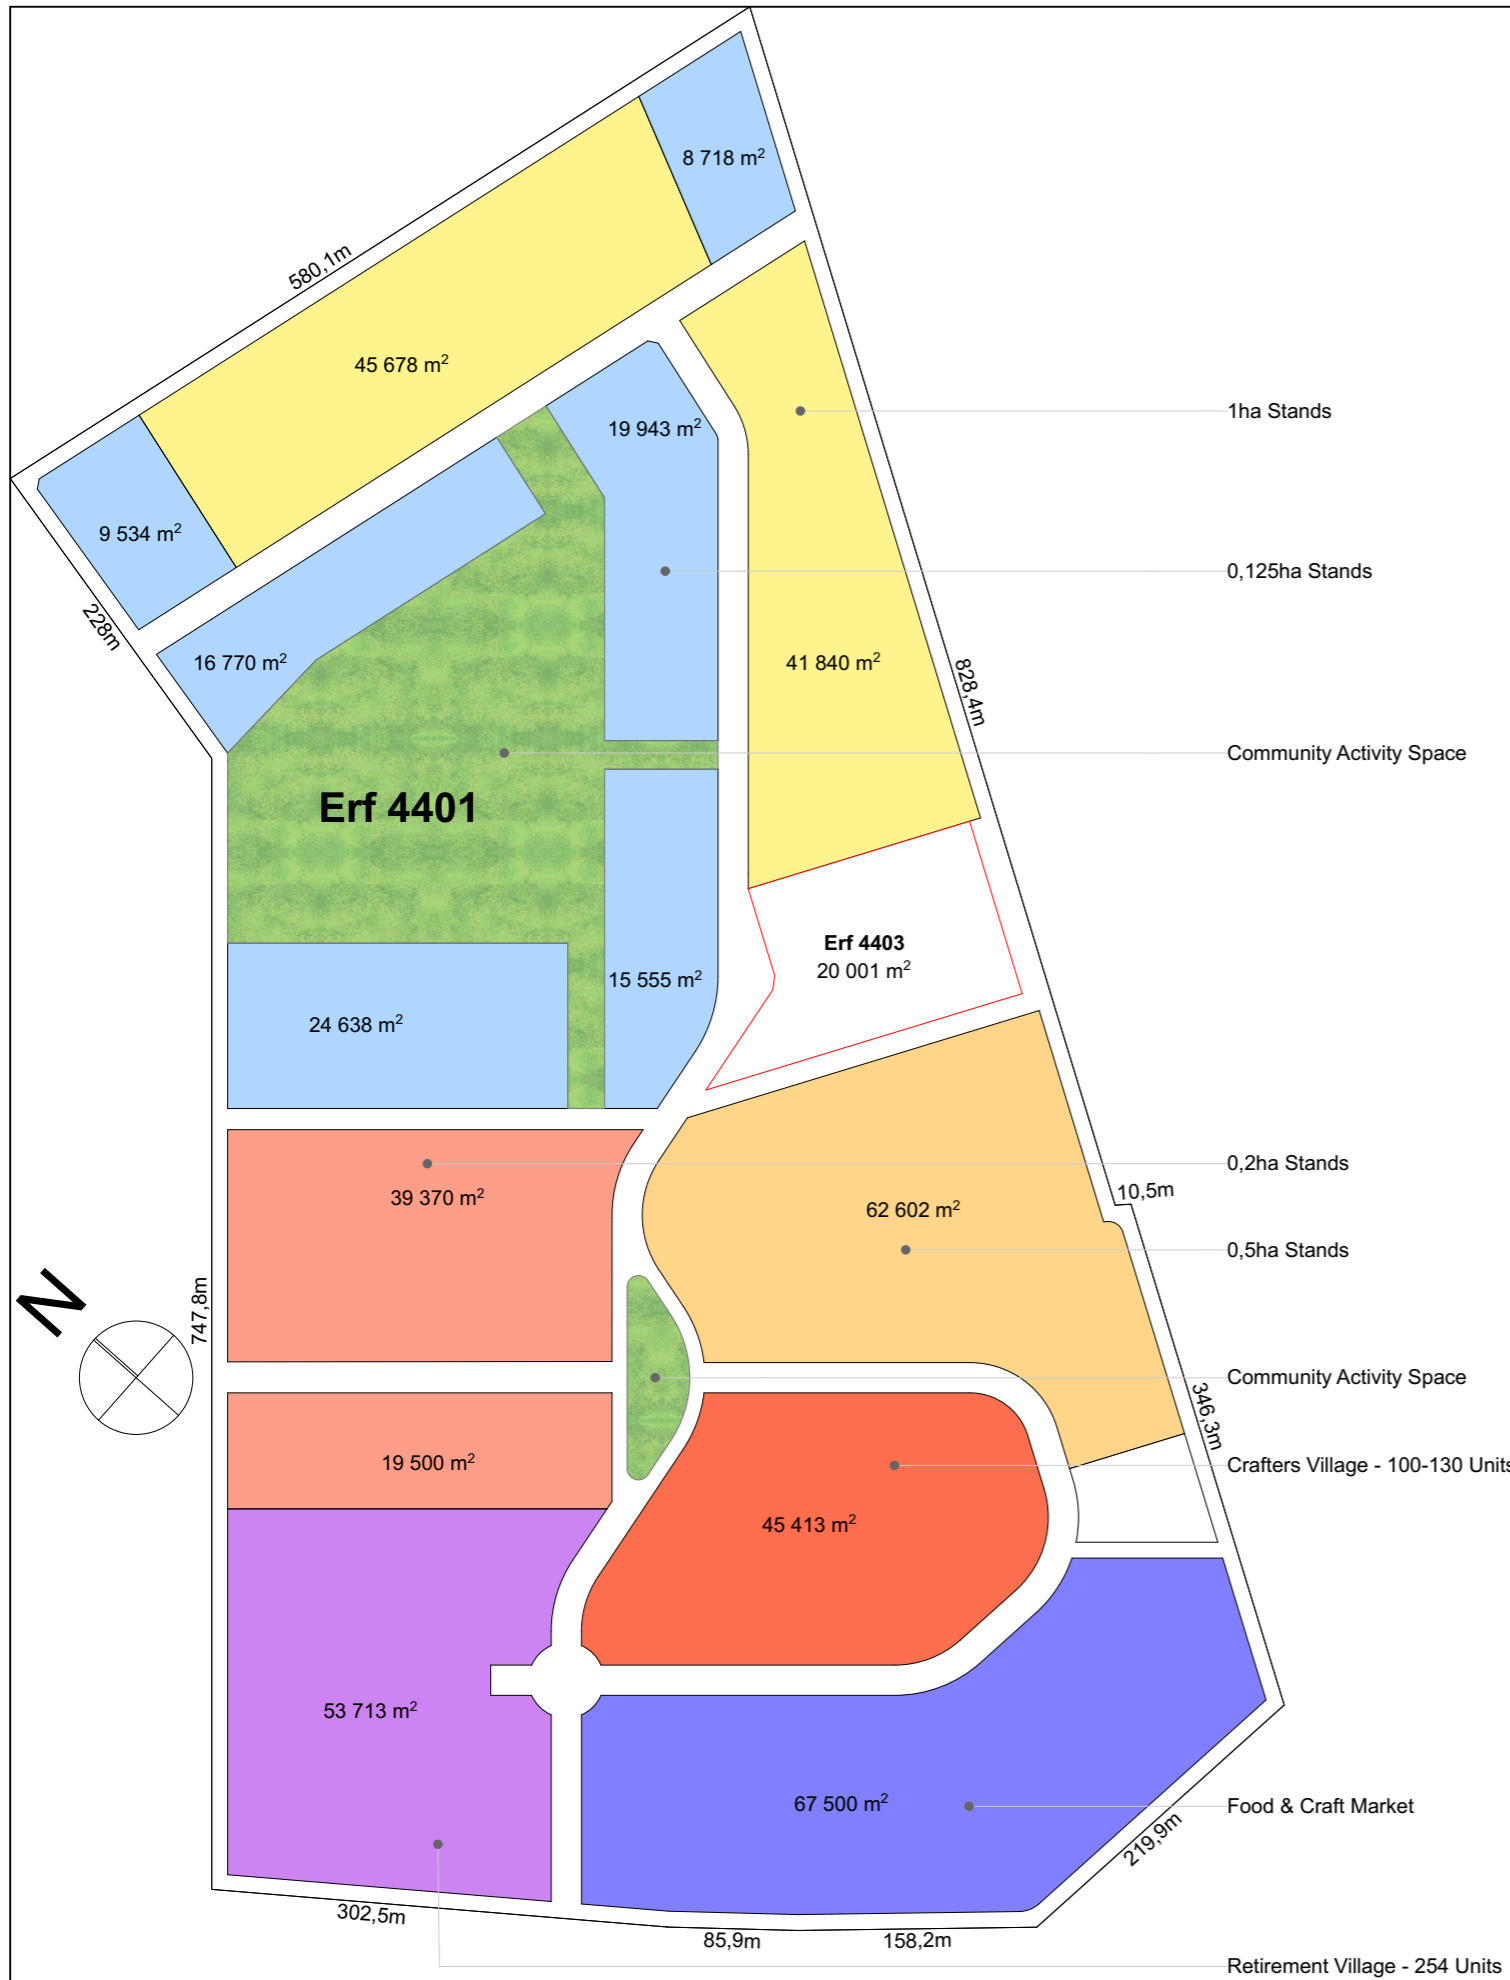 8 718 m²
580,1m
45 678 m²
1ha Stands
19 943 m²
9 534 m²
0,125ha Stands
228m
16 770 m²
41 840 m²
828,4m
Community Activity Space
Erf 4401
Erf 4403
20 001 m²
15 555 m²
24 638 m²
0,2ha Stands
39 370 m²
10,5m
62 602 m²
0,5ha Stands
N
747,8m
Community Activity Space
346,3m
19 500 m²
Crafters Village - 100-130 Units
45 413 m²
53 713 m²
67 500 m²
Food & Craft Market
219,9m
302,5m
85,9m
158,2m
Retirement Village - 254 Units